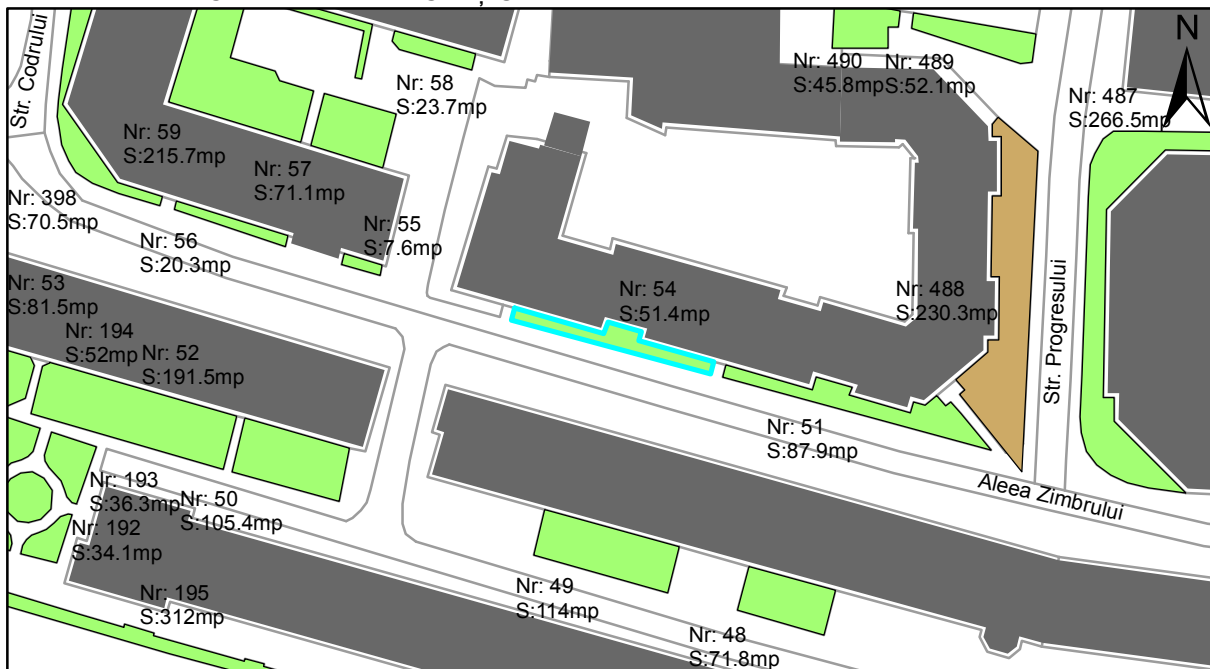 N
Nr: 490
S:45.8mp
Nr: 489
S:52.1mp
Nr: 58
S:23.7mp
Nr: 487
S:266.5mp
Str. Codrului
Nr: 59
S:215.7mp
Nr: 57
S:71.1mp
Nr: 398
S:70.5mp
Nr: 55
S:7.6mp
Nr: 56
S:20.3mp
Nr: 53
S:81.5mp
Nr: 54
S:51.4mp
Nr: 488
S:230.3mp
Str. Progresului
Nr: 194
S:52mp
Nr: 52
S:191.5mp
Nr: 51
S:87.9mp
Aleea Zimbrului
Nr: 193
S:36.3mp
Nr: 50
S:105.4mp
Nr: 192
S:34.1mp
Nr: 195
S:312mp
Nr: 49
S:114mp
Nr: 48
S:71.8mp